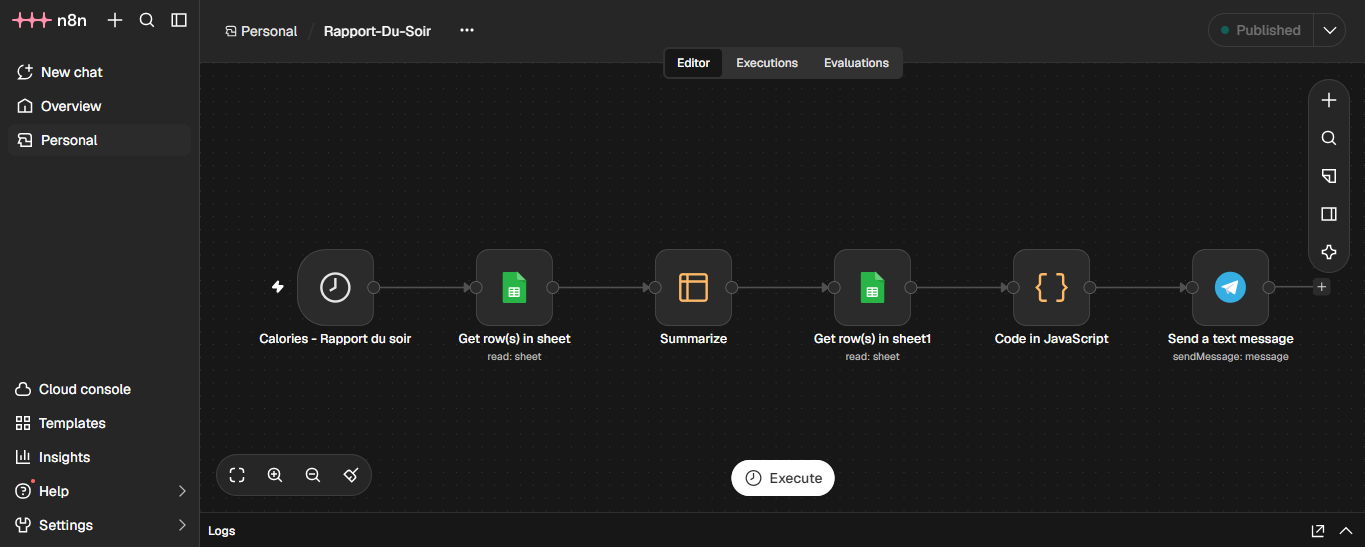 n8n
Personal / Rapport-Du-Soir
Published
Editor
Executions
Evaluations
New chat
Overview
Personal
Calories - Rapport du soir
Get row(s) in sheet
read: sheet
Summarize
Get row(s) in sheet1
read: sheet
Code in JavaScript
Send a text message
sendMessage: message
Cloud console
Templates
Insights
Help
Settings
Execute
Logs